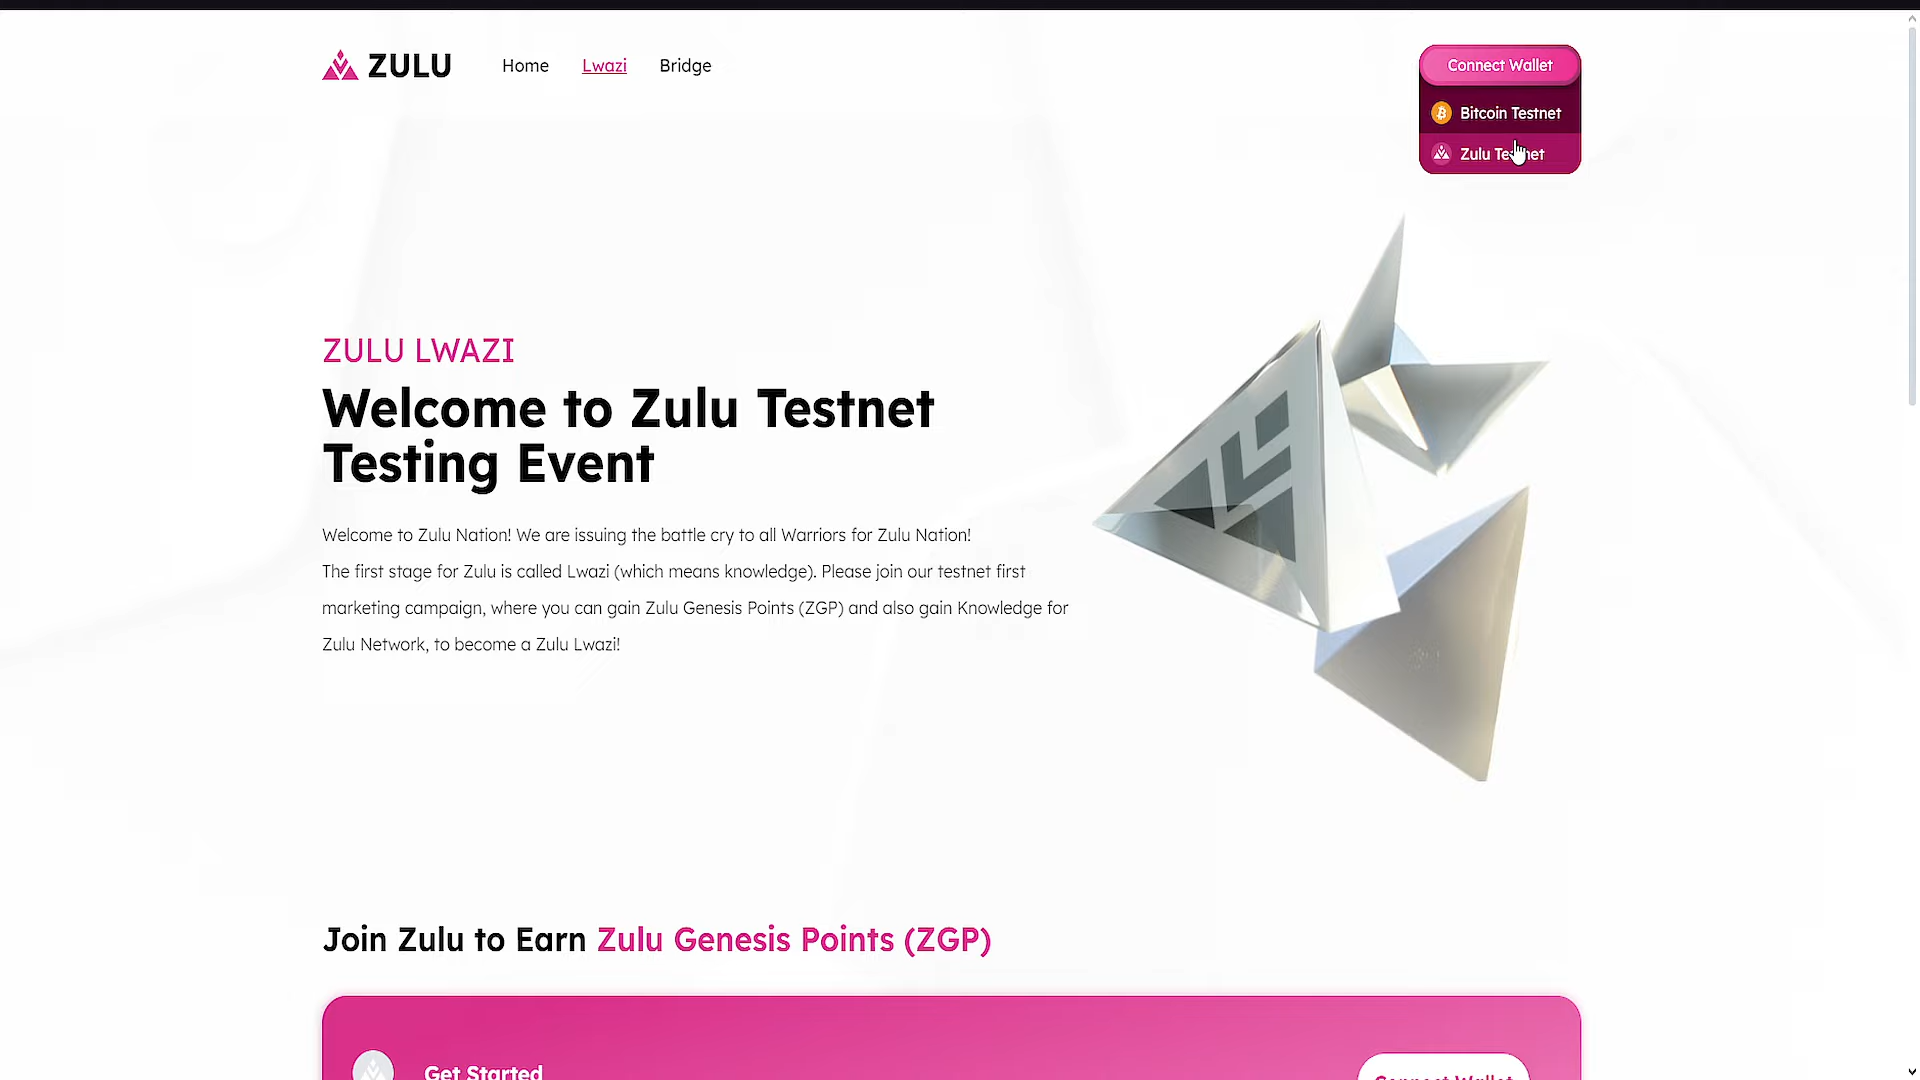 ZULU Home Lwazi Bridge Connect Wallet
Bitcoin Testnet
Zulu Testnet
ZULU LWAZI
Welcome to Zulu Testnet
Testing Event
Welcome to Zulu Nation! We are issuing the battle cry to all Warriors for Zulu Nation!
The first stage for Zulu is called Lwazi (which means knowledge). Please join our testnet first
marketing campaign, where you can gain Zulu Genesis Points (ZGP) and also gain Knowledge for
Zulu Network, to become a Zulu Lwazi!
Join Zulu to Earn Zulu Genesis Points (ZGP)
Get Started Connect Wallet